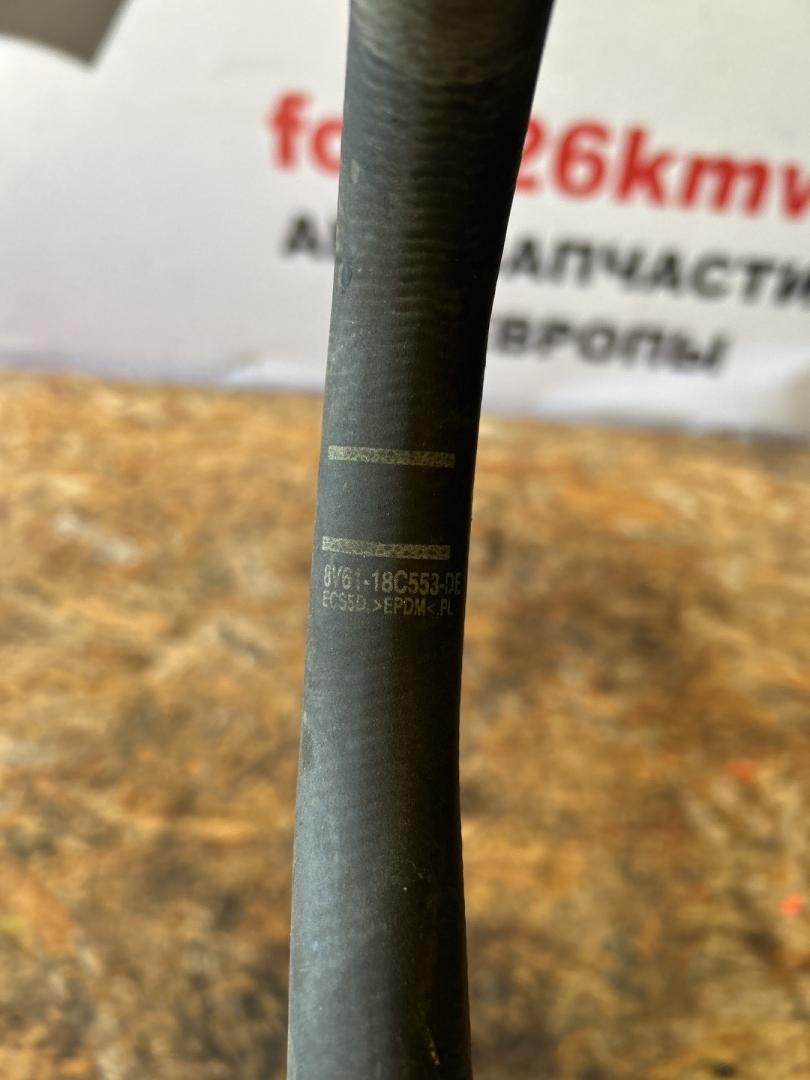 fo 26kmv
А АПЧАСТИ
ЕВРОПЫ
8V61-18C553-DE
ECS5D,>EPDM<,PL